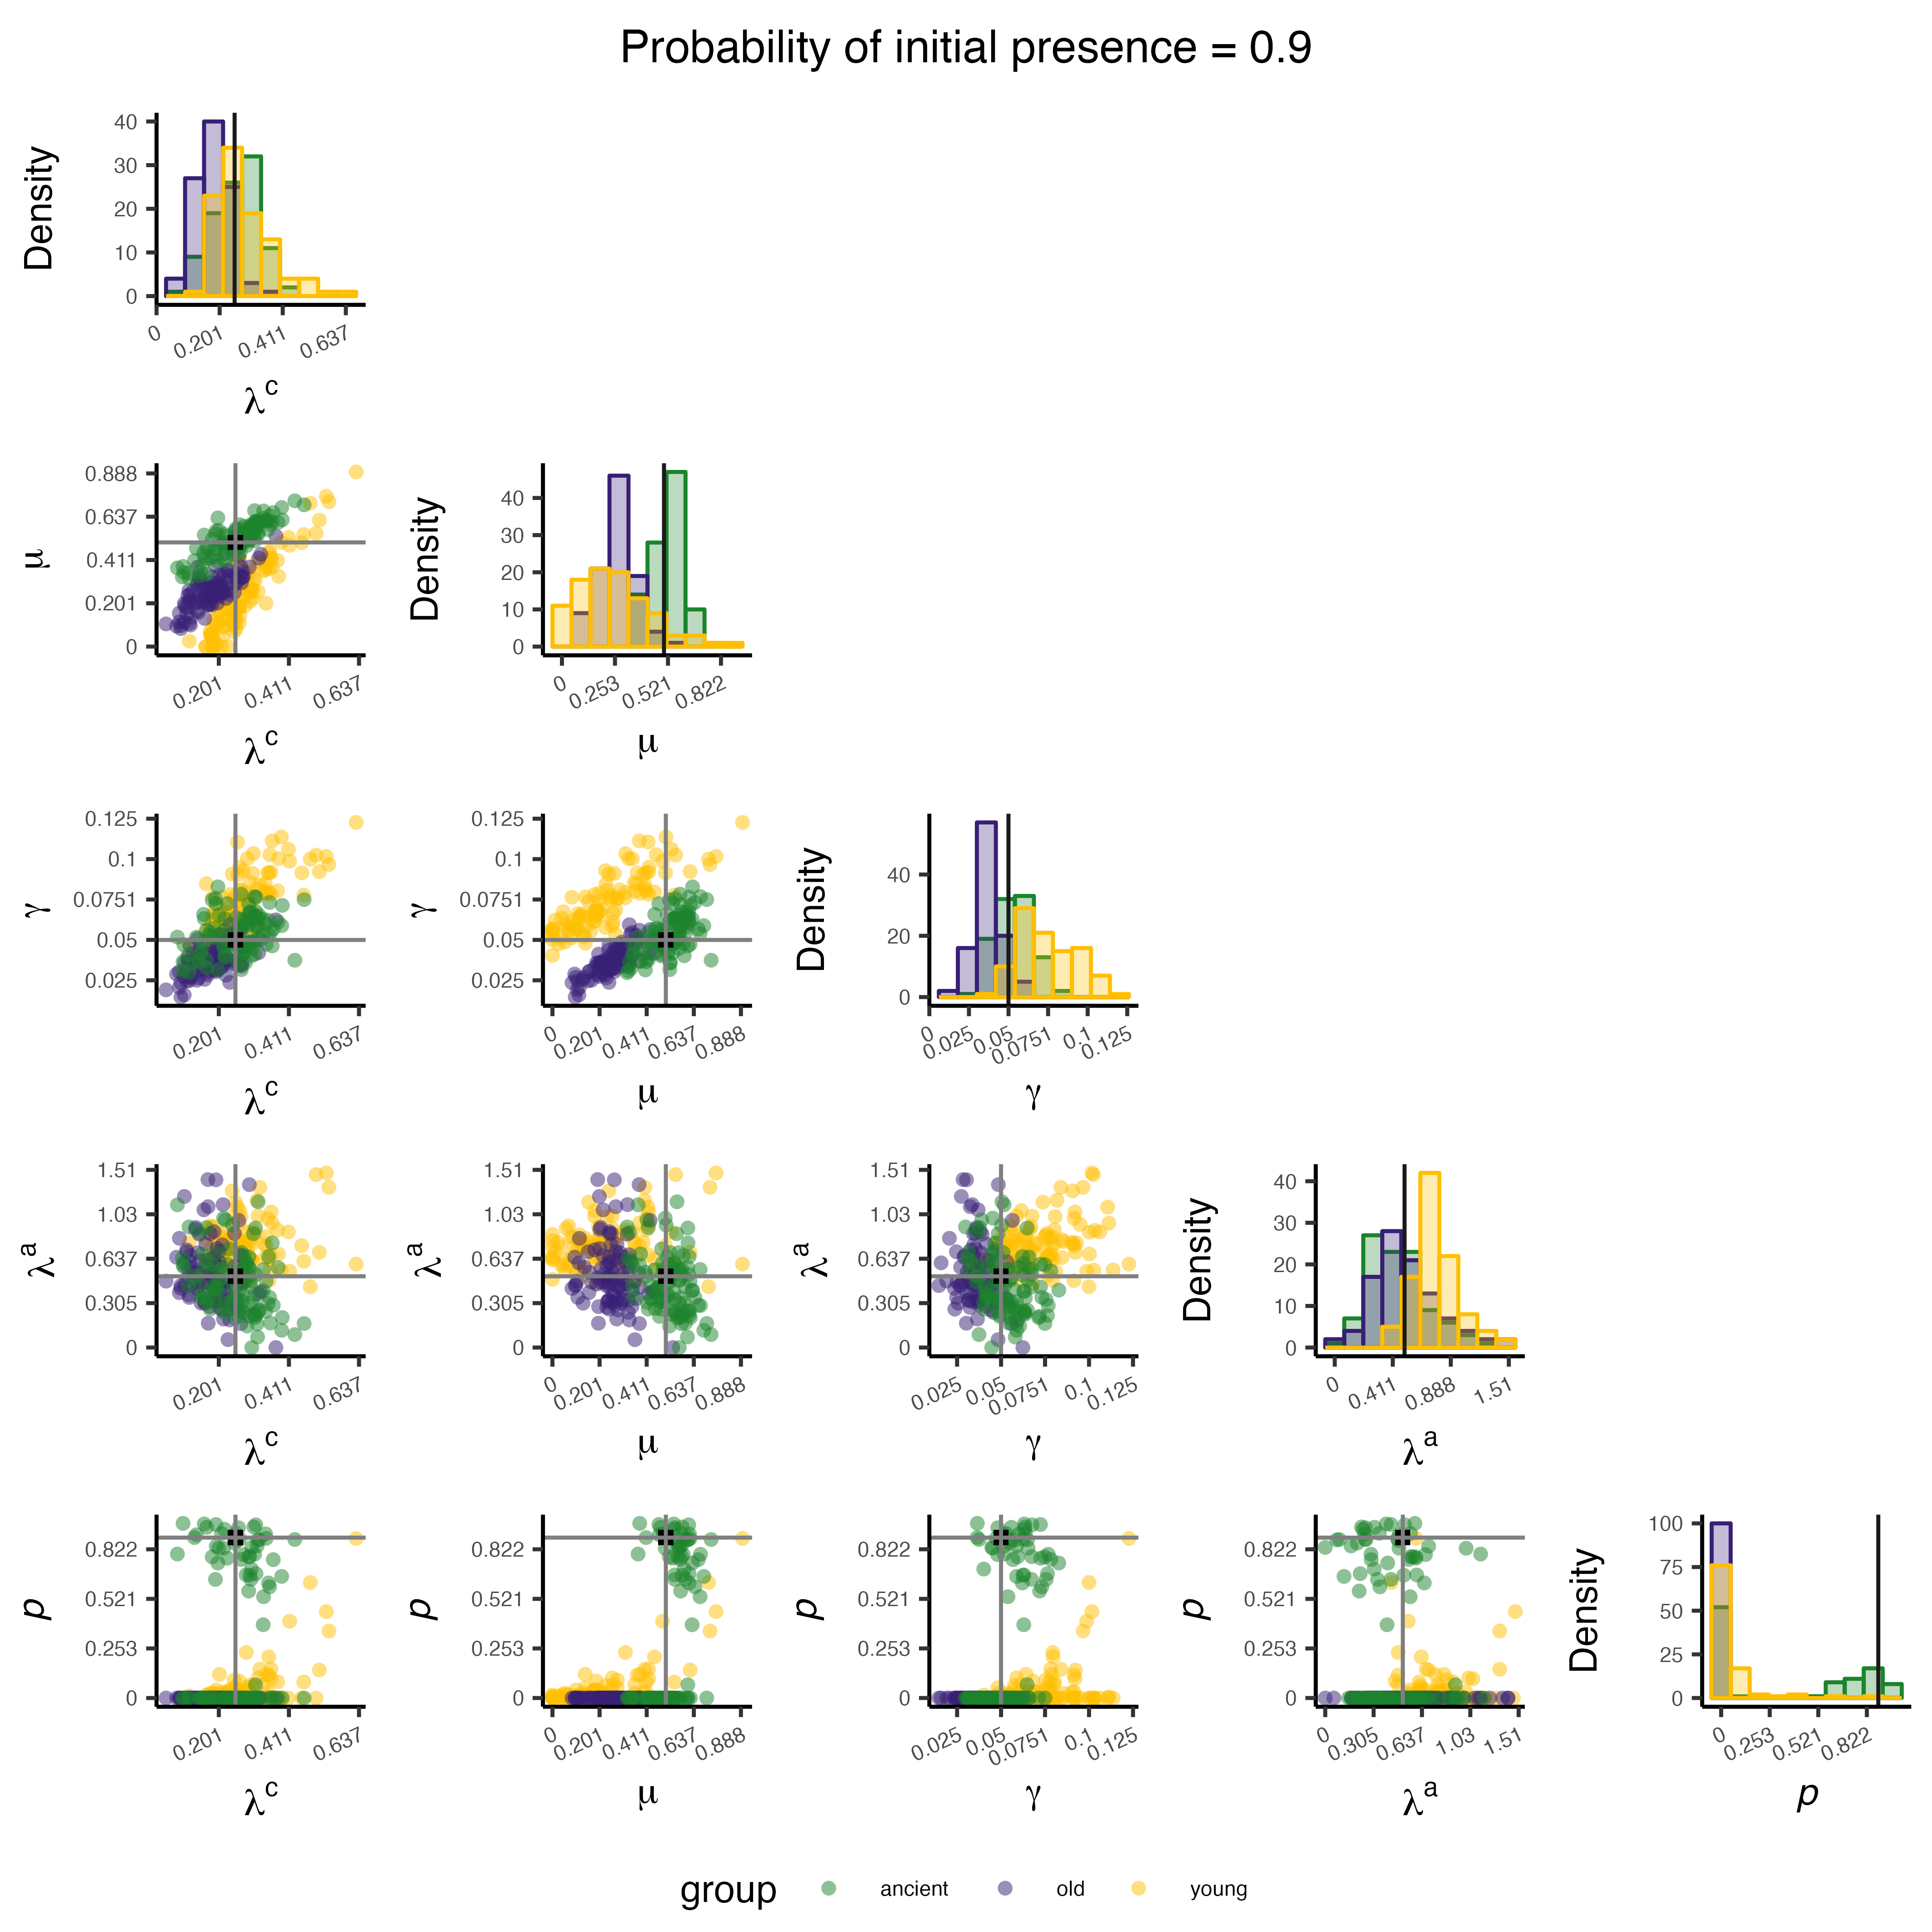 Probability of initial presence = 0.9
Density
40
30
20
10
0
0 0.201 0.411 0.637
λc
μ
0.888
0.637
0.411
0.201
0
0.201 0.411 0.637
λc
Density
40
30
20
10
0
0 0.253 0.521 0.822
μ
γ
0.125
0.1
0.0751
0.05
0.025
0.201 0.411 0.637
λc
γ
0.125
0.1
0.0751
0.05
0.025
0 0.201 0.411 0.637 0.888
μ
Density
40
20
0
0 0.025 0.05 0.0751 0.1 0.125
γ
λa
1.51
1.03
0.637
0.305
0
0.201 0.411 0.637
λc
λa
1.51
1.03
0.637
0.305
0
0 0.201 0.411 0.637 0.888
μ
λa
1.51
1.03
0.637
0.305
0
0.025 0.05 0.0751 0.1 0.125
γ
Density
40
30
20
10
0
0 0.411 0.888 1.51
λa
p
0.822
0.521
0.253
0
0.201 0.411 0.637
λc
p
0.822
0.521
0.253
0
0 0.201 0.411 0.637 0.888
μ
p
0.822
0.521
0.253
0
0.025 0.05 0.0751 0.1 0.125
γ
p
0.822
0.521
0.253
0
0 0.305 0.637 1.03 1.51
λa
Density
100
75
50
25
0
0 0.253 0.521 0.822
p
group ancient old young